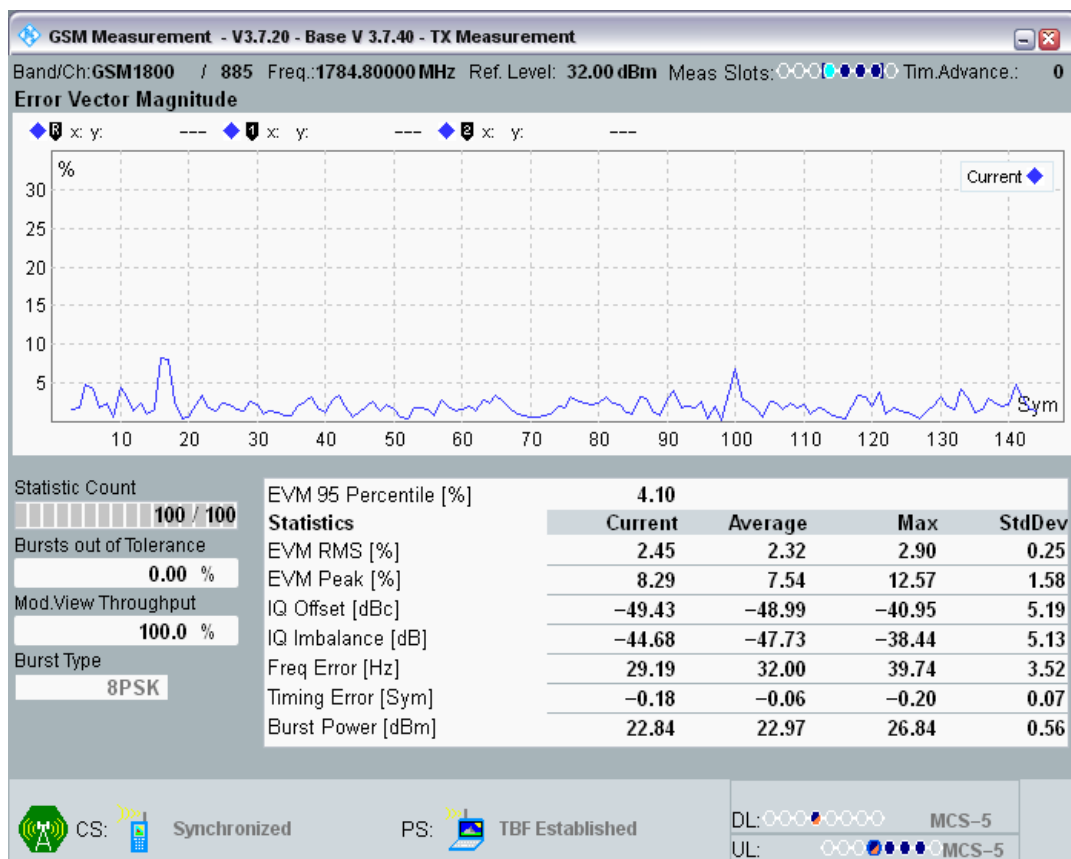 GSM Measurement - V3.7.20 - Base V 3.7.40 - TX Measurement
Band/Ch:GSM1800 / 885 Freq.:1784.80000 MHz Ref. Level: 32.00 dBm Meas Slots: Tim.Advance.: 0
Error Vector Magnitude
R x: y: --- 1 x: y: --- 2 x: y: ---
%
Current
30
25
20
15
10
5
Sym
10 20 30 40 50 60 70 80 90 100 110 120 130 140
Statistic Count
100 / 100
Bursts out of Tolerance
0.00 %
Mod.View Throughput
100.0 %
Burst Type
8PSK
EVM 95 Percentile [%] 4.10
Statistics Current Average Max StdDev
EVM RMS [%] 2.45 2.32 2.90 0.25
EVM Peak [%] 8.29 7.54 12.57 1.58
IQ Offset [dBc] −49.43 −48.99 −40.95 5.19
IQ Imbalance [dB] −44.68 −47.73 −38.44 5.13
Freq Error [Hz] 29.19 32.00 39.74 3.52
Timing Error [Sym] −0.18 −0.06 −0.20 0.07
Burst Power [dBm] 22.84 22.97 26.84 0.56
CS: Synchronized PS: TBF Established
DL: MCS−5
UL: MCS−5